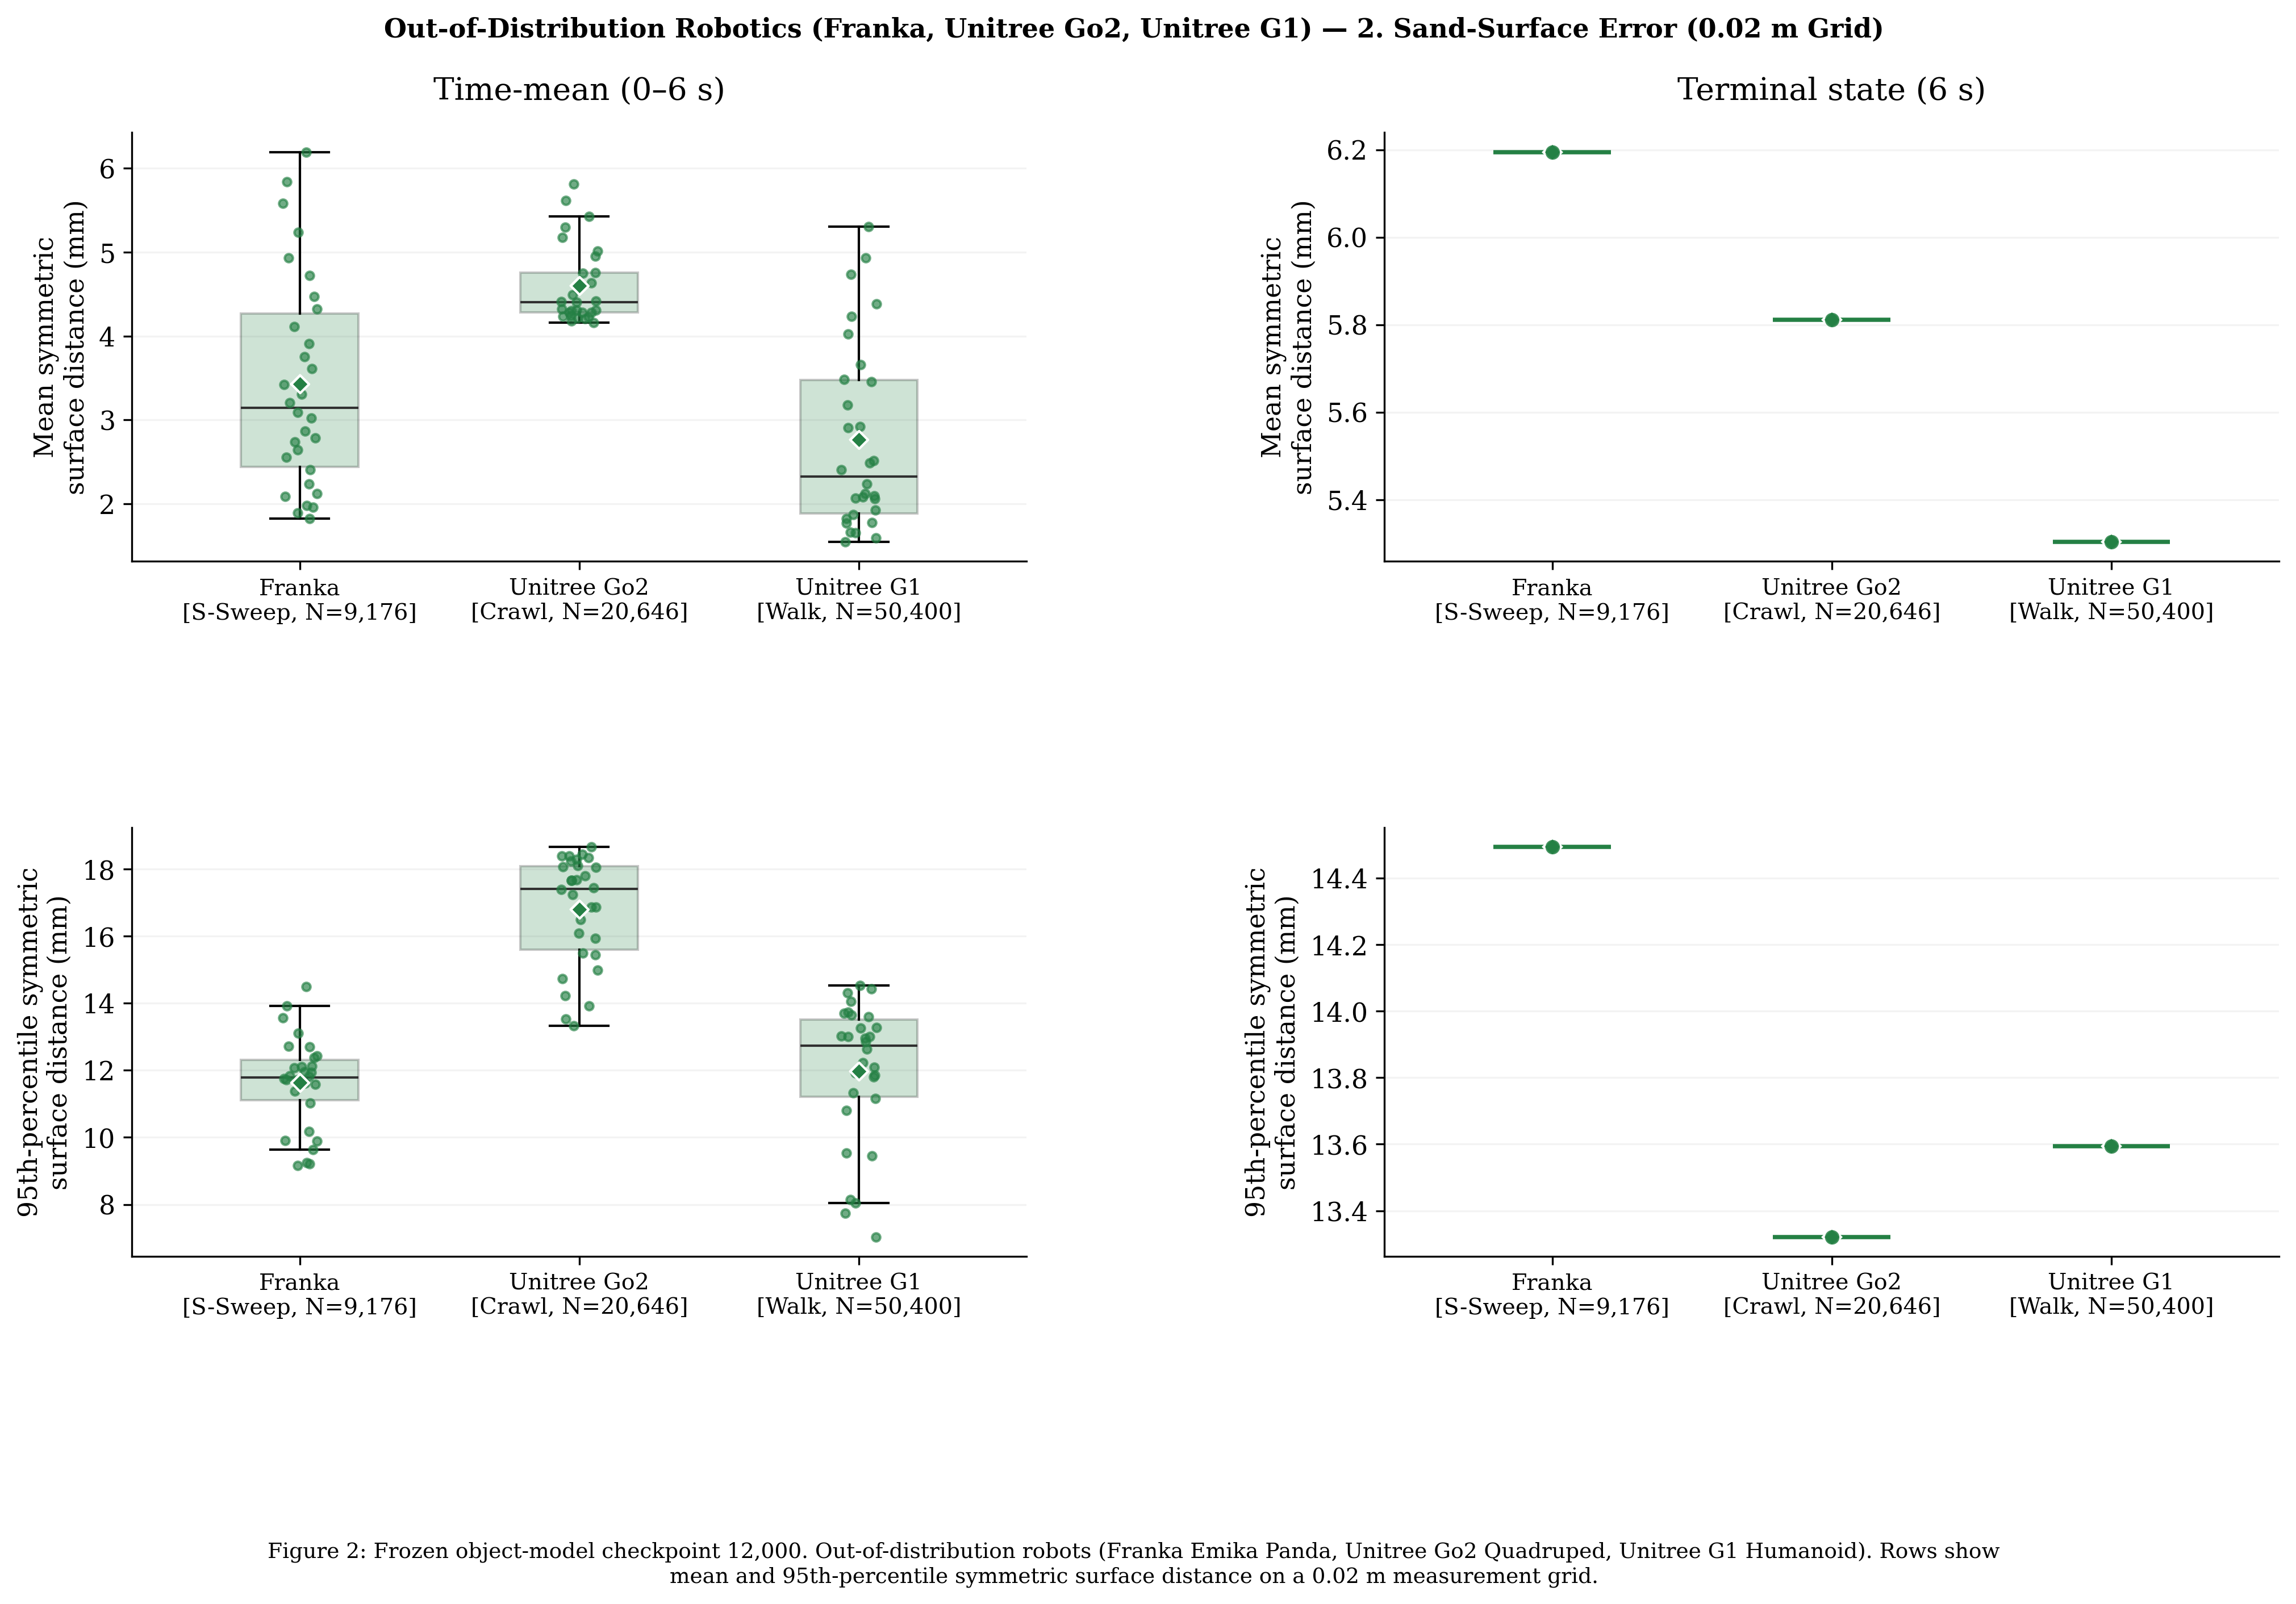 Out-of-Distribution Robotics (Franka, Unitree Go2, Unitree G1) — 2. Sand-Surface Error (0.02 m Grid)
Time-mean (0–6 s)
Mean symmetric
surface distance (mm)
6
5
4
3
2
Franka
[S-Sweep, N=9,176]
Unitree Go2
[Crawl, N=20,646]
Unitree G1
[Walk, N=50,400]
Terminal state (6 s)
Mean symmetric
surface distance (mm)
6.2
6.0
5.8
5.6
5.4
Franka
[S-Sweep, N=9,176]
Unitree Go2
[Crawl, N=20,646]
Unitree G1
[Walk, N=50,400]
95th-percentile symmetric
surface distance (mm)
18
16
14
12
10
8
Franka
[S-Sweep, N=9,176]
Unitree Go2
[Crawl, N=20,646]
Unitree G1
[Walk, N=50,400]
95th-percentile symmetric
surface distance (mm)
14.4
14.2
14.0
13.8
13.6
13.4
Franka
[S-Sweep, N=9,176]
Unitree Go2
[Crawl, N=20,646]
Unitree G1
[Walk, N=50,400]
Figure 2: Frozen object-model checkpoint 12,000. Out-of-distribution robots (Franka Emika Panda, Unitree Go2 Quadruped, Unitree G1 Humanoid). Rows show
mean and 95th-percentile symmetric surface distance on a 0.02 m measurement grid.